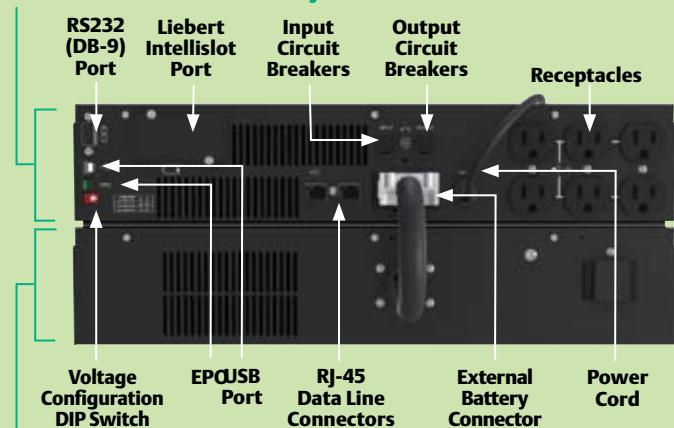 RS232
(DB-9)
Port
Liebert
Intellislot
Port
Input
Circuit
Breakers
Output
Circuit
Breakers
Receptacles
Voltage
Configuration
DIP Switch
EPO
USB
Port
RJ-45
Data Line
Connectors
External
Battery
Connector
Power
Cord